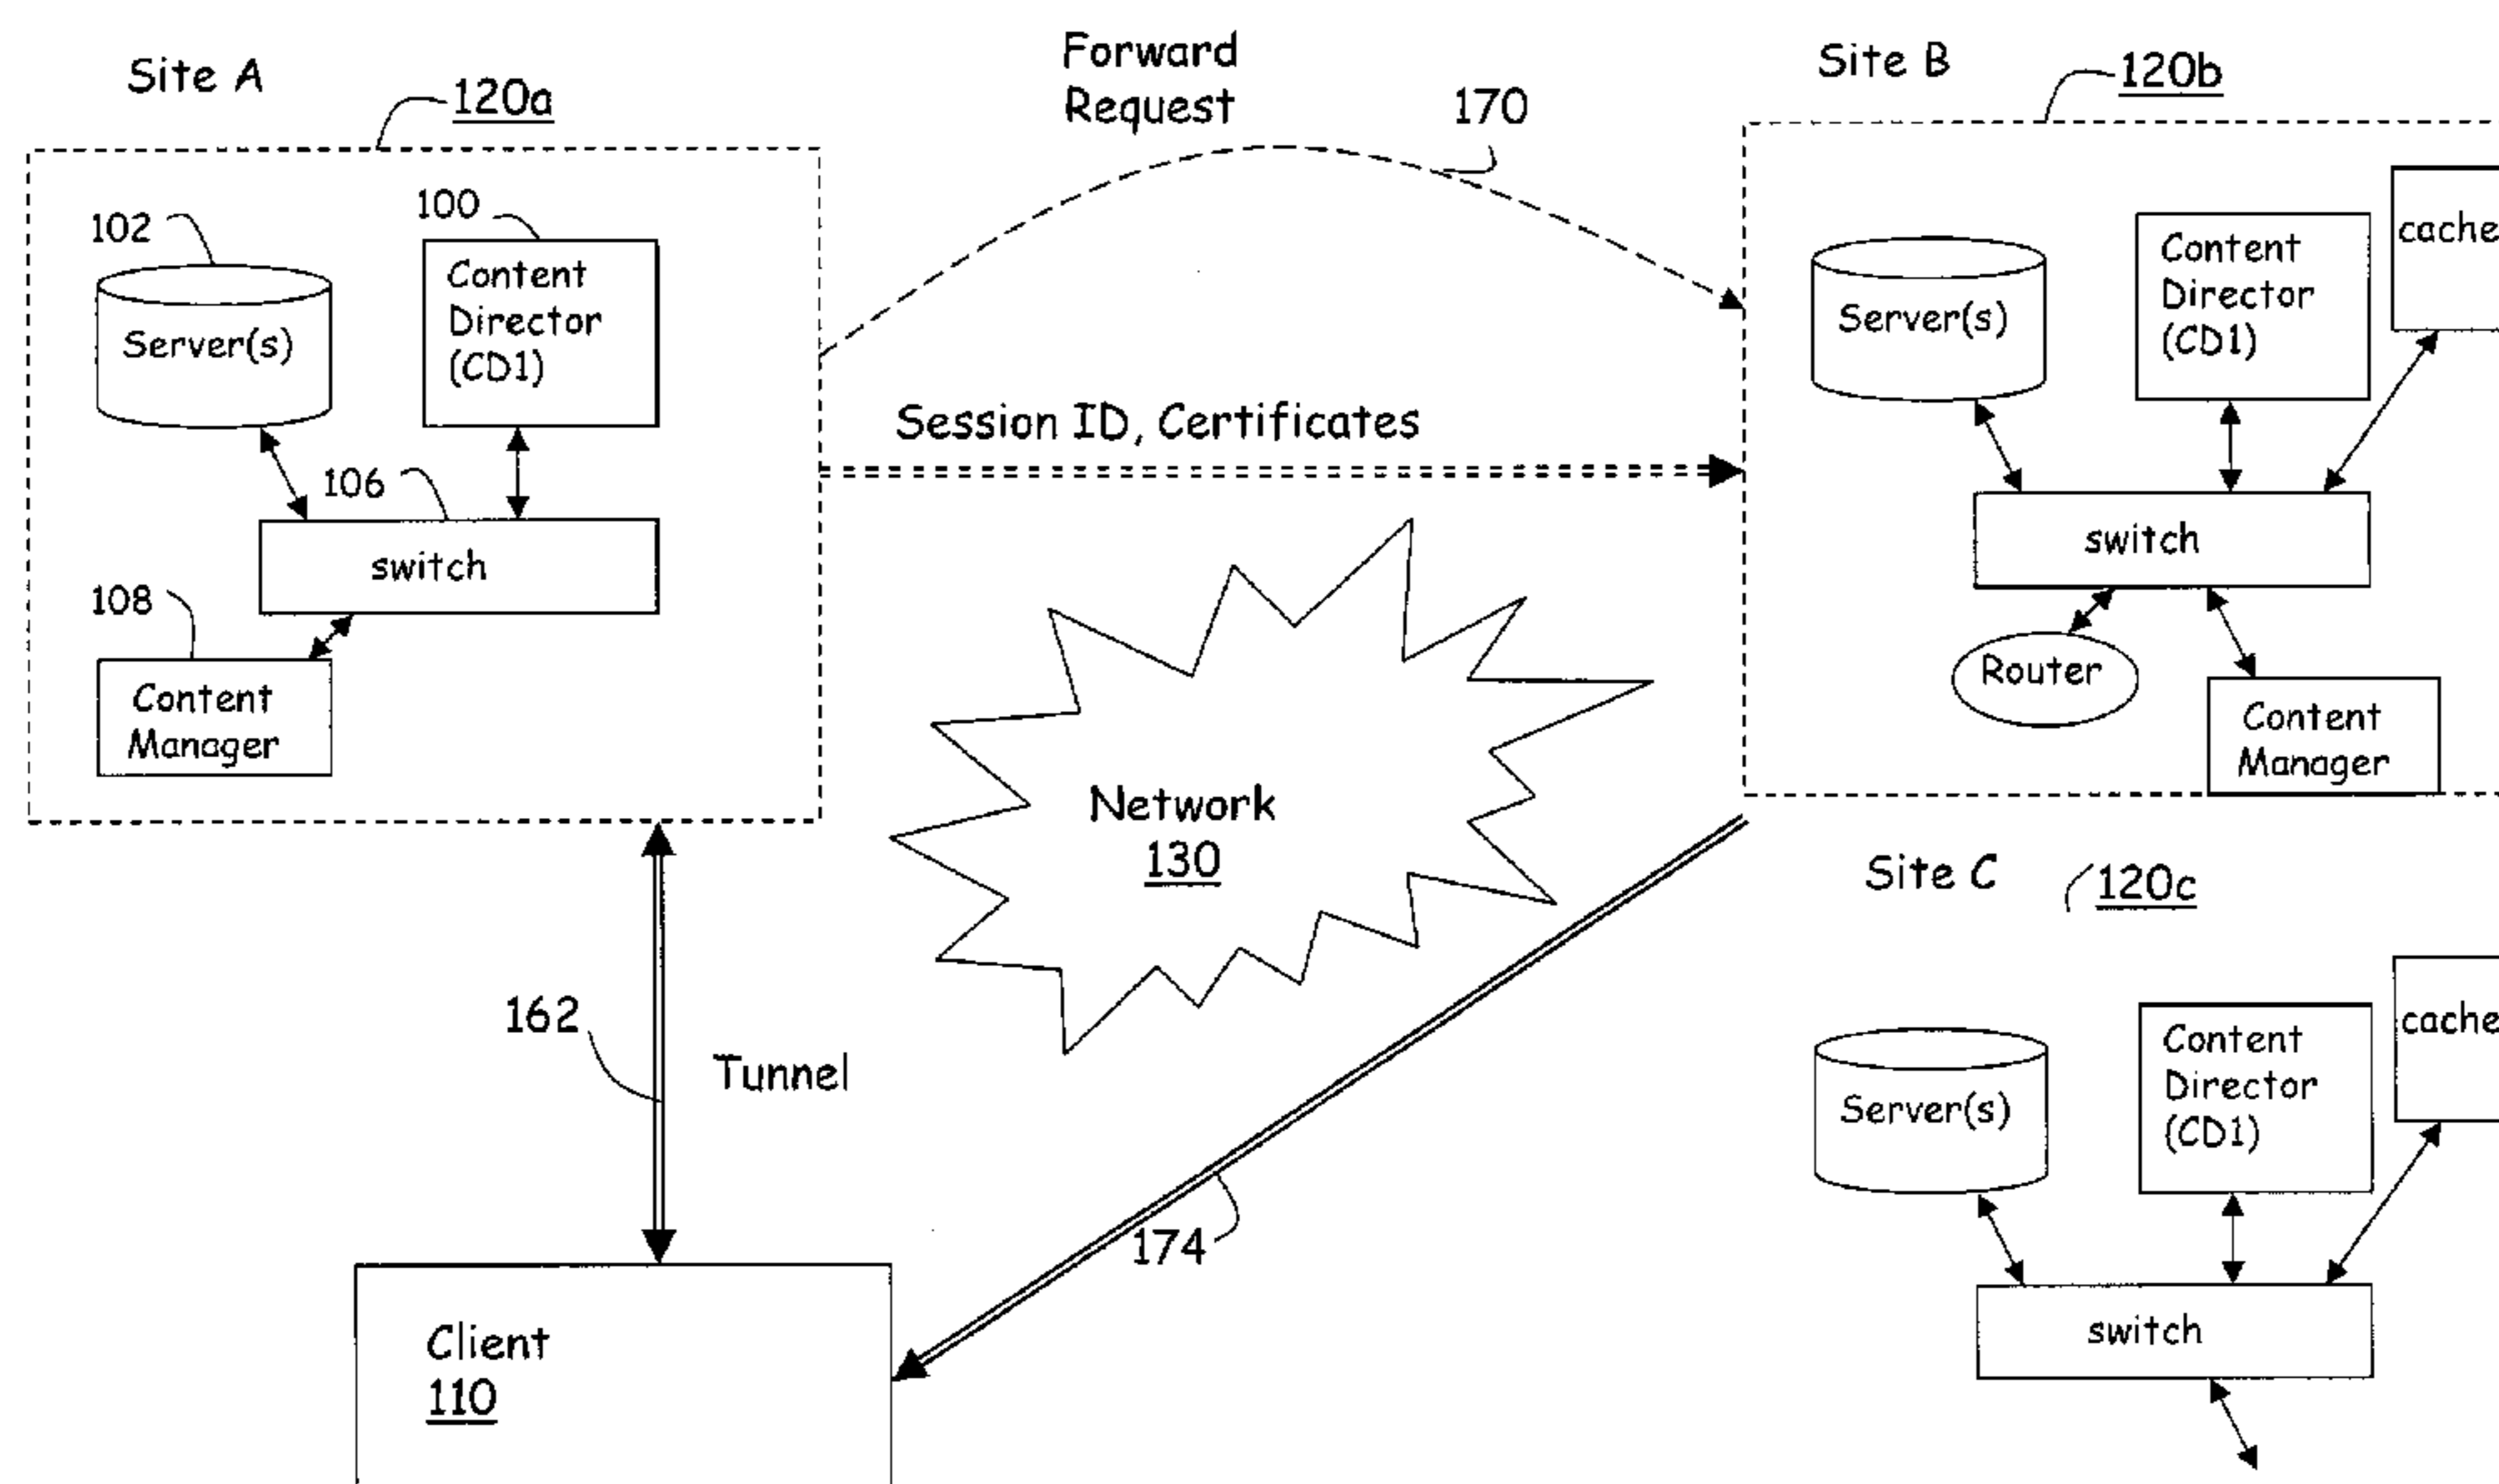 Site A
120a
Forward
Request
170
Site B
120b
102
100
Server(s)
Content
Director
(CD1)
106
switch
108
Content
Manager
Session ID, Certificates
Server(s)
Content
Director
(CD1)
cache
switch
Router
Content
Manager
Network
130
162
Tunnel
174
Client
110
Site C
120c
Server(s)
Content
Director
(CD1)
cache
switch